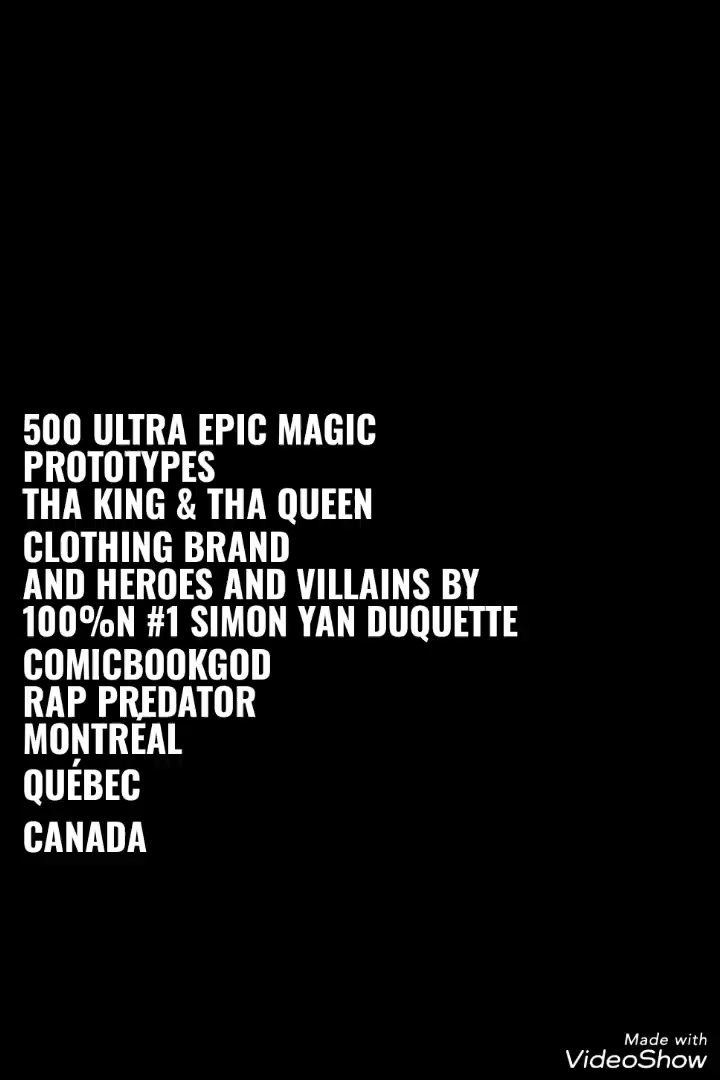 500 ULTRA EPIC MAGIC
PROTOTYPES
THA KING & THA QUEEN
CLOTHING BRAND
AND HEROES AND VILLAINS BY
100%N #1 SIMON YAN DUQUETTE
COMICBOOKGOD
RAP PREDATOR
MONTRÉAL
QUÉBEC
CANADA
Made with
VideoShow